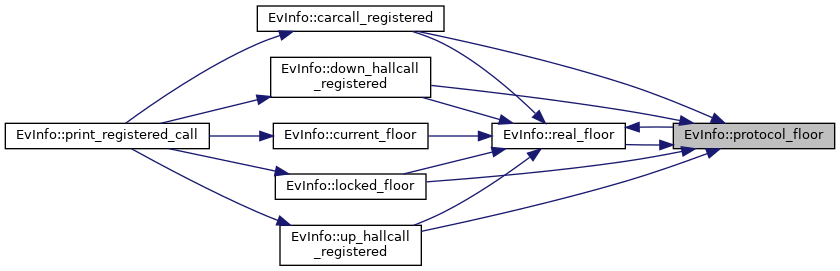 EvInfo::carcall_registered
EvInfo::down_hallcall
_registered
EvInfo::print_registered_call
EvInfo::current_floor
EvInfo::real_floor
EvInfo::protocol_floor
EvInfo::locked_floor
EvInfo::up_hallcall
_registered